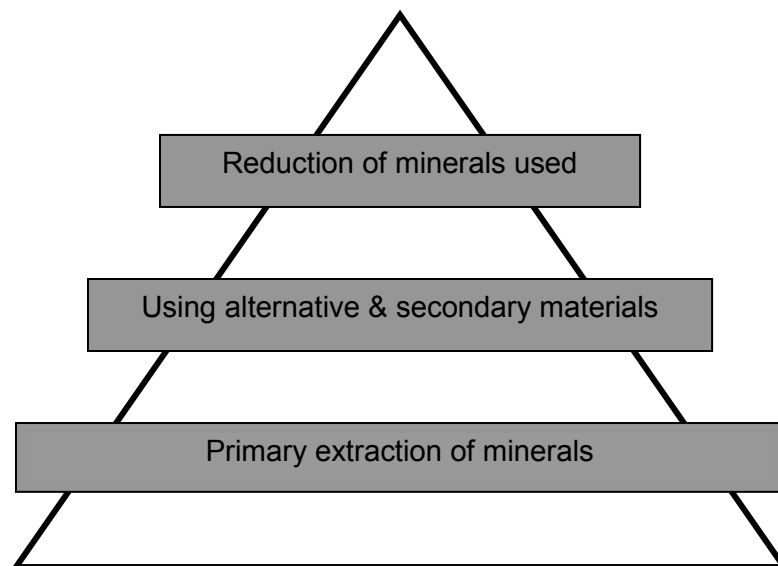 Reduction of minerals used
Using alternative & secondary materials
Primary extraction of minerals